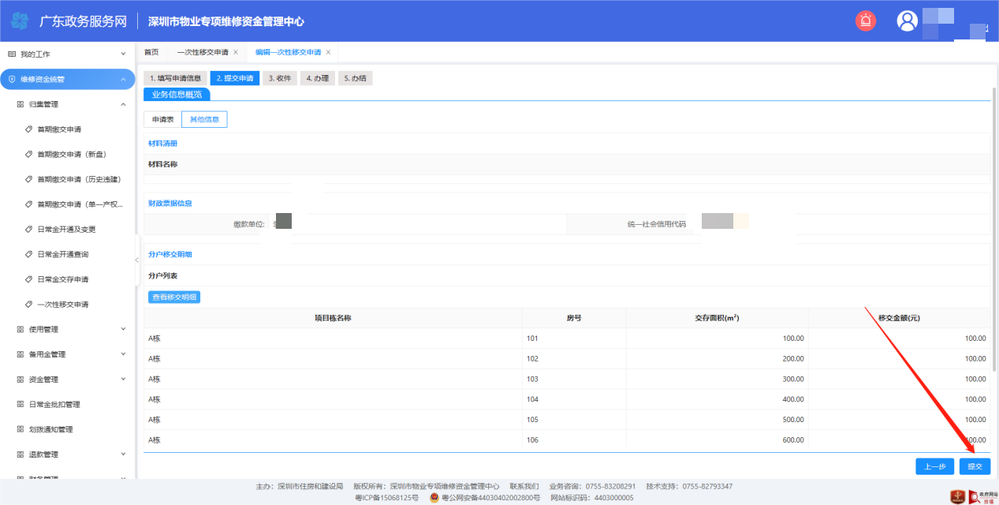 广东政务服务网 深圳市物业专项维修资金管理中心
我的工作
维修资金统管
归集管理
首期缴交申请
首期缴交申请（新盘）
首期缴交申请（历史违建）
首期缴交申请（单一产权...
日常金开通及变更
日常金开通查询
日常金交存申请
一次性移交申请
使用管理
备用金管理
资金管理
日常金批扣管理
划拨通知管理
退款管理
财务管理
首页 一次性移交申请 × 编辑一次性移交申请 ×
1. 填写申请信息 2. 提交申请 3. 收件 4. 办理 5. 办结
业务信息概览
申请表 其他信息
材料清册
材料名称
财政票据信息
缴款单位: 统一社会信用代码
分户移交明细
分户列表
查看移交明细
项目栋名称 房号 交存面积(m²) 移交金额(元)
A栋 101 100.00 100.00
A栋 102 200.00 100.00
A栋 103 300.00 100.00
A栋 104 400.00 100.00
A栋 105 500.00 100.00
A栋 106 600.00 100.00
上一步 提交
主办：深圳市住房和建设局 版权所有：深圳市物业专项维修资金管理中心 联系我们 业务咨询：0755-83208291 技术支持：0755-82793347
粤ICP备15068125号 粤公网安备44030402002800号 网站标识码：4403000005
政府网站
找错